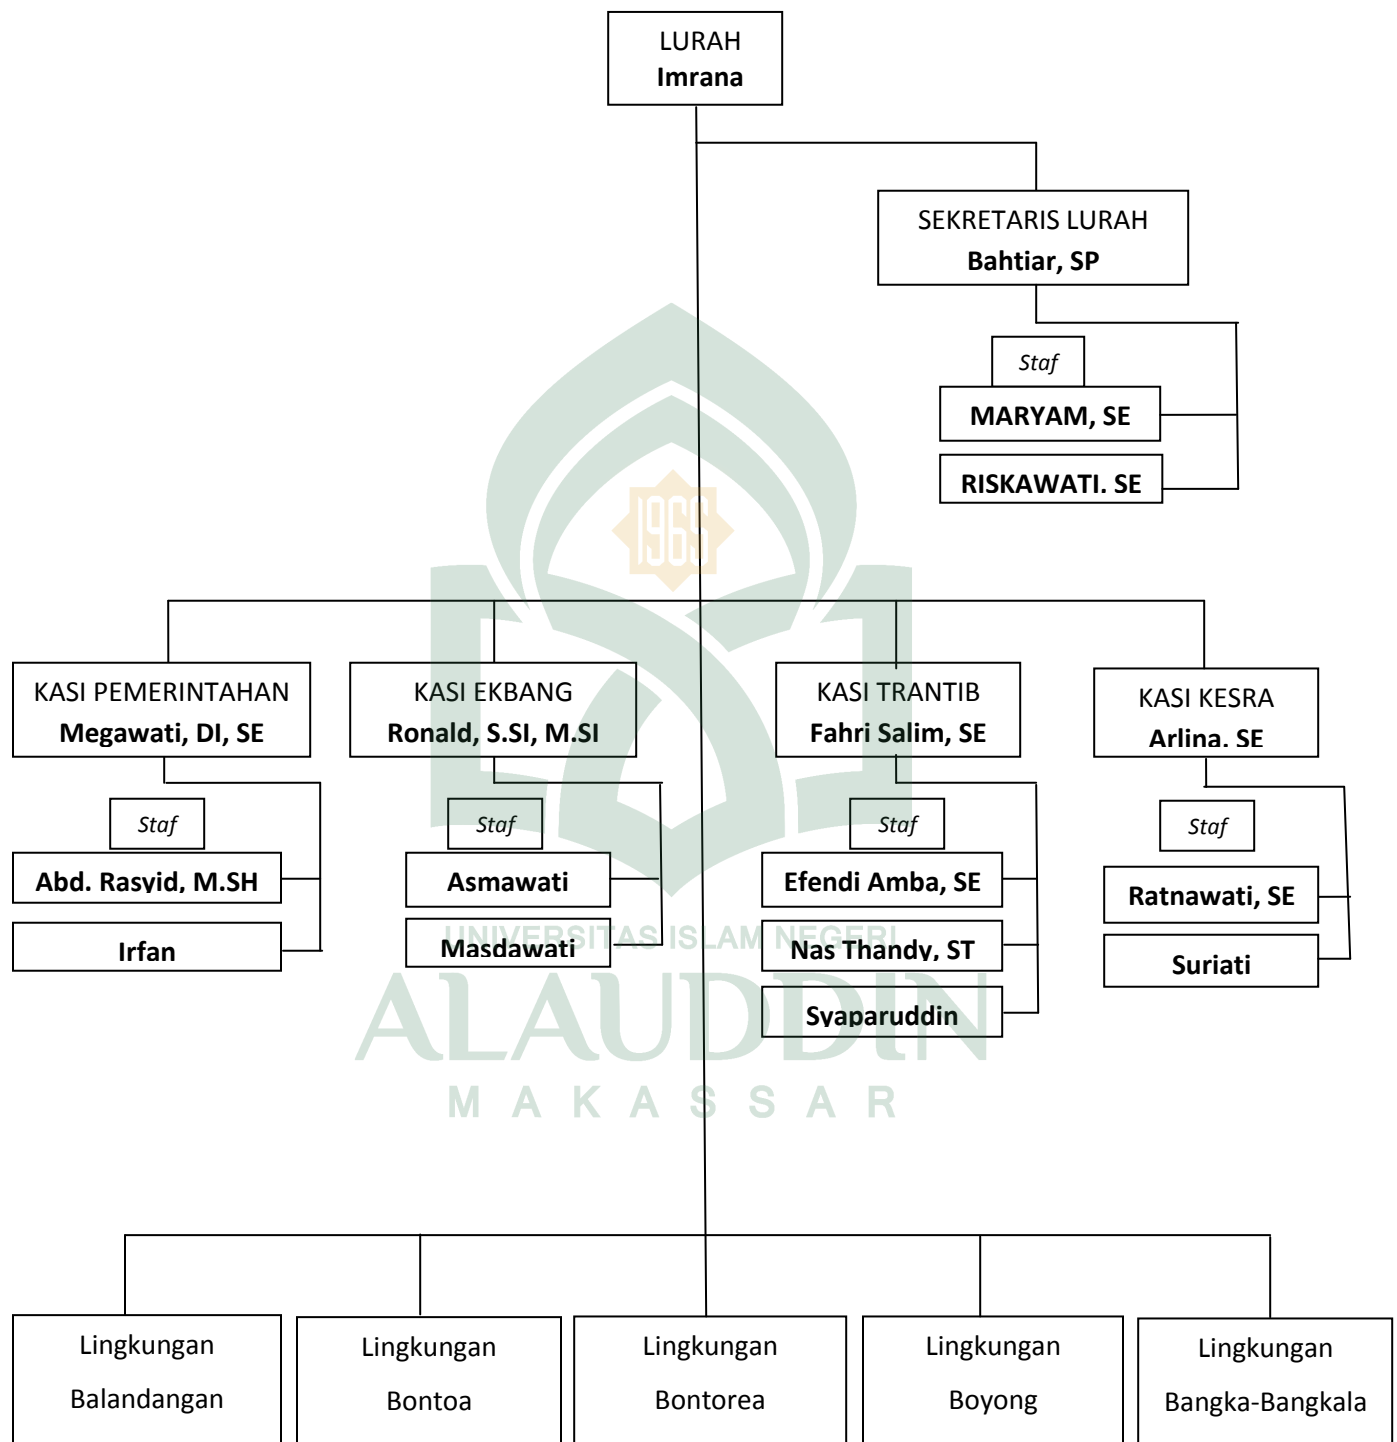 LURAH
Imrana
SEKRETARIS LURAH
Bahtiar, SP
Staf
MARYAM, SE
RISKAWATI. SE
1965
KASI PEMERINTAHAN
Megawati, DI, SE
KASI EKBANG
Ronald, S.SI, M.SI
KASI TRANTIB
Fahri Salim, SE
KASI KESRA
Arlina. SE
Staf
Abd. Rasyid, M.SH
Irfan
Staf
Asmawati
Masdawati
Staf
Efendi Amba, SE
Nas Thandy, ST
Syaparuddin
Staf
Ratnawati, SE
Suriati
UNIVERSITAS ISLAM NEGERI
ALAUDDIN
MAKASSAR
Lingkungan
Balandangan
Lingkungan
Bontoa
Lingkungan
Bontorea
Lingkungan
Boyong
Lingkungan
Bangka-Bangkala